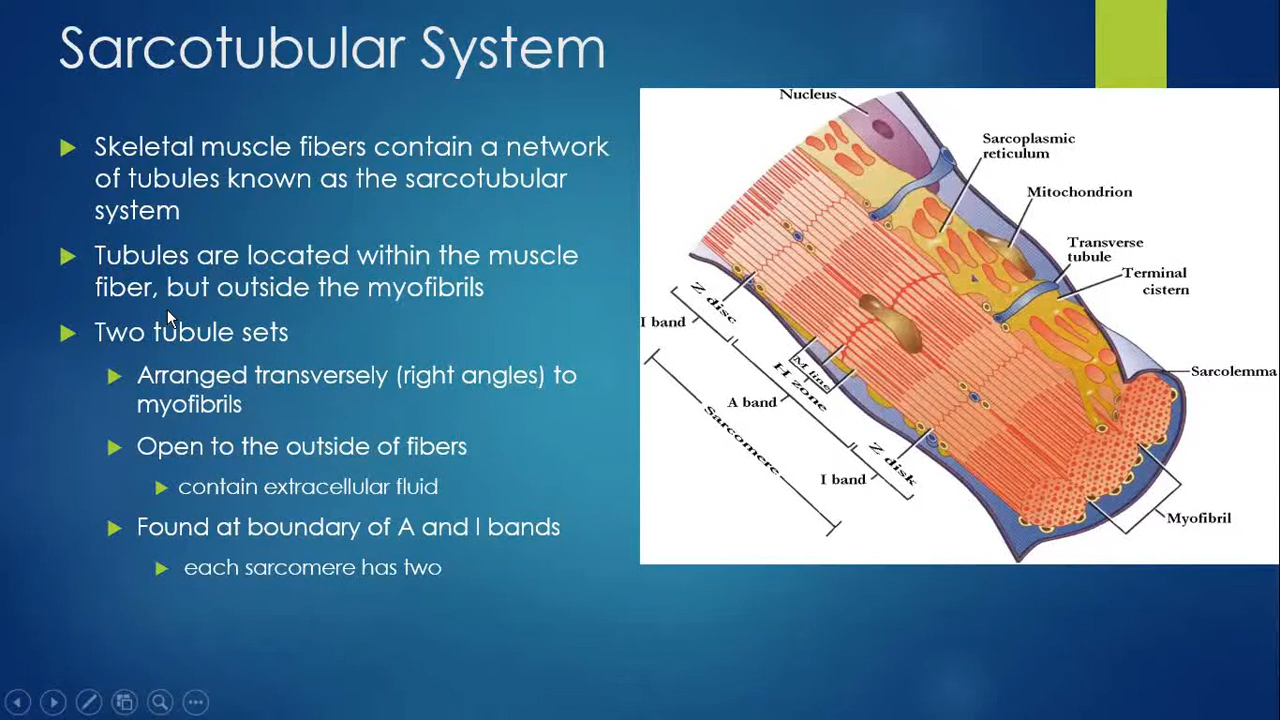 Sarcotubular System
Skeletal muscle fibers contain a network
of tubules known as the sarcotubular
system
Tubules are located within the muscle
fiber, but outside the myofibrils
Two tubule sets
Arranged transversely (right angles) to
myofibrils
Open to the outside of fibers
contain extracellular fluid
Found at boundary of A and I bands
each sarcomere has two
Nucleus
Sarcoplasmic
reticulum
Mitochondrion
Transverse
tubule
Terminal
cistern
Z disc
I band
M line
H zone
A band
Sarcomere
Z disk
I band
Sarcolemma
Myofibril